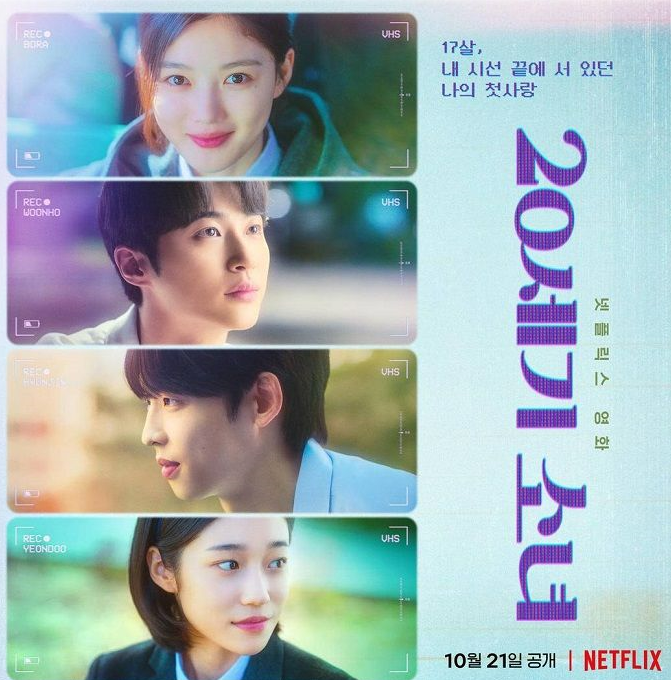 REC
BORA
VHS
17살,
내 시선 끝에 서 있던
나의 첫사랑
REC
WOONHO
VHS
20세기 소녀
넷플릭스 영화
REC
VHS
REC
YEONDOO
VHS
10월 21일 공개 | NETFLIX